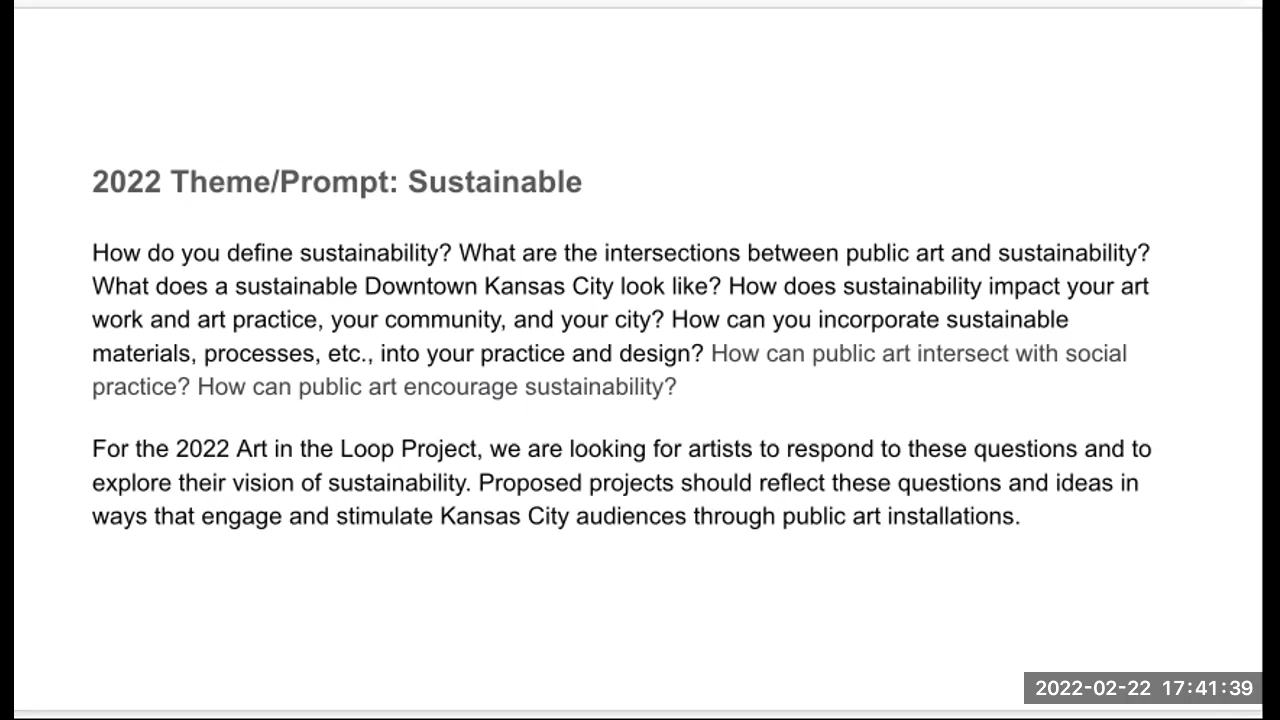 2022 Theme/Prompt: Sustainable
How do you define sustainability? What are the intersections between public art and sustainability?
What does a sustainable Downtown Kansas City look like? How does sustainability impact your art
work and art practice, your community, and your city? How can you incorporate sustainable
materials, processes, etc., into your practice and design? How can public art intersect with social
practice? How can public art encourage sustainability?
For the 2022 Art in the Loop Project, we are looking for artists to respond to these questions and to
explore their vision of sustainability. Proposed projects should reflect these questions and ideas in
ways that engage and stimulate Kansas City audiences through public art installations.
2022-02-22 17:41:39